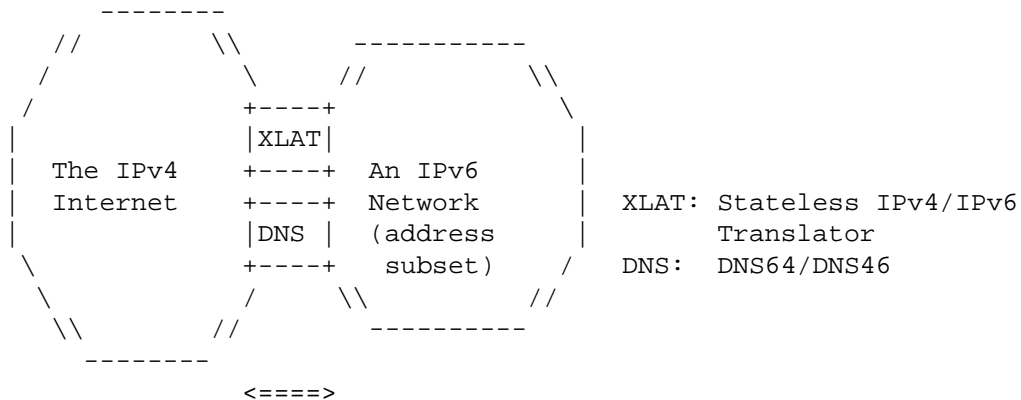 XLAT
The IPv4 An IPv6
Internet Network XLAT: Stateless IPv4/IPv6
DNS (address Translator
subset) DNS: DNS64/DNS46
<====>